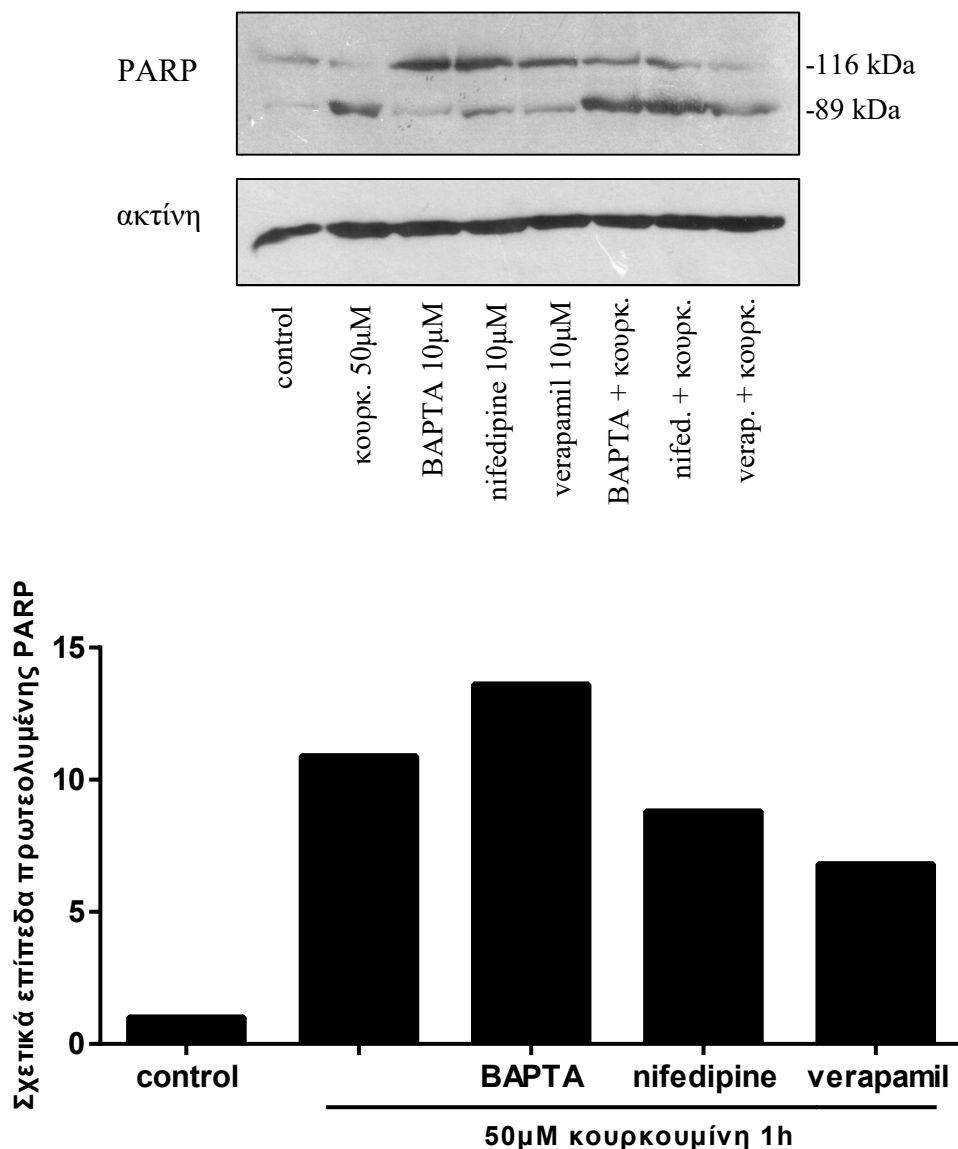 PARP
-116 kDa
-89 kDa
ακτίνη
control
κουρκ. 50μM
BAPTA 10μM
nifedipine 10μM
verapamil 10μM
BAPTA + κουρκ.
nifed. + κουρκ.
verap. + κουρκ.
Σχετικά επίπεδα πρωτεολυμένης PARP
15
10
5
0
control
BAPTA
nifedipine
verapamil
50μM κουρκουμίνη 1h